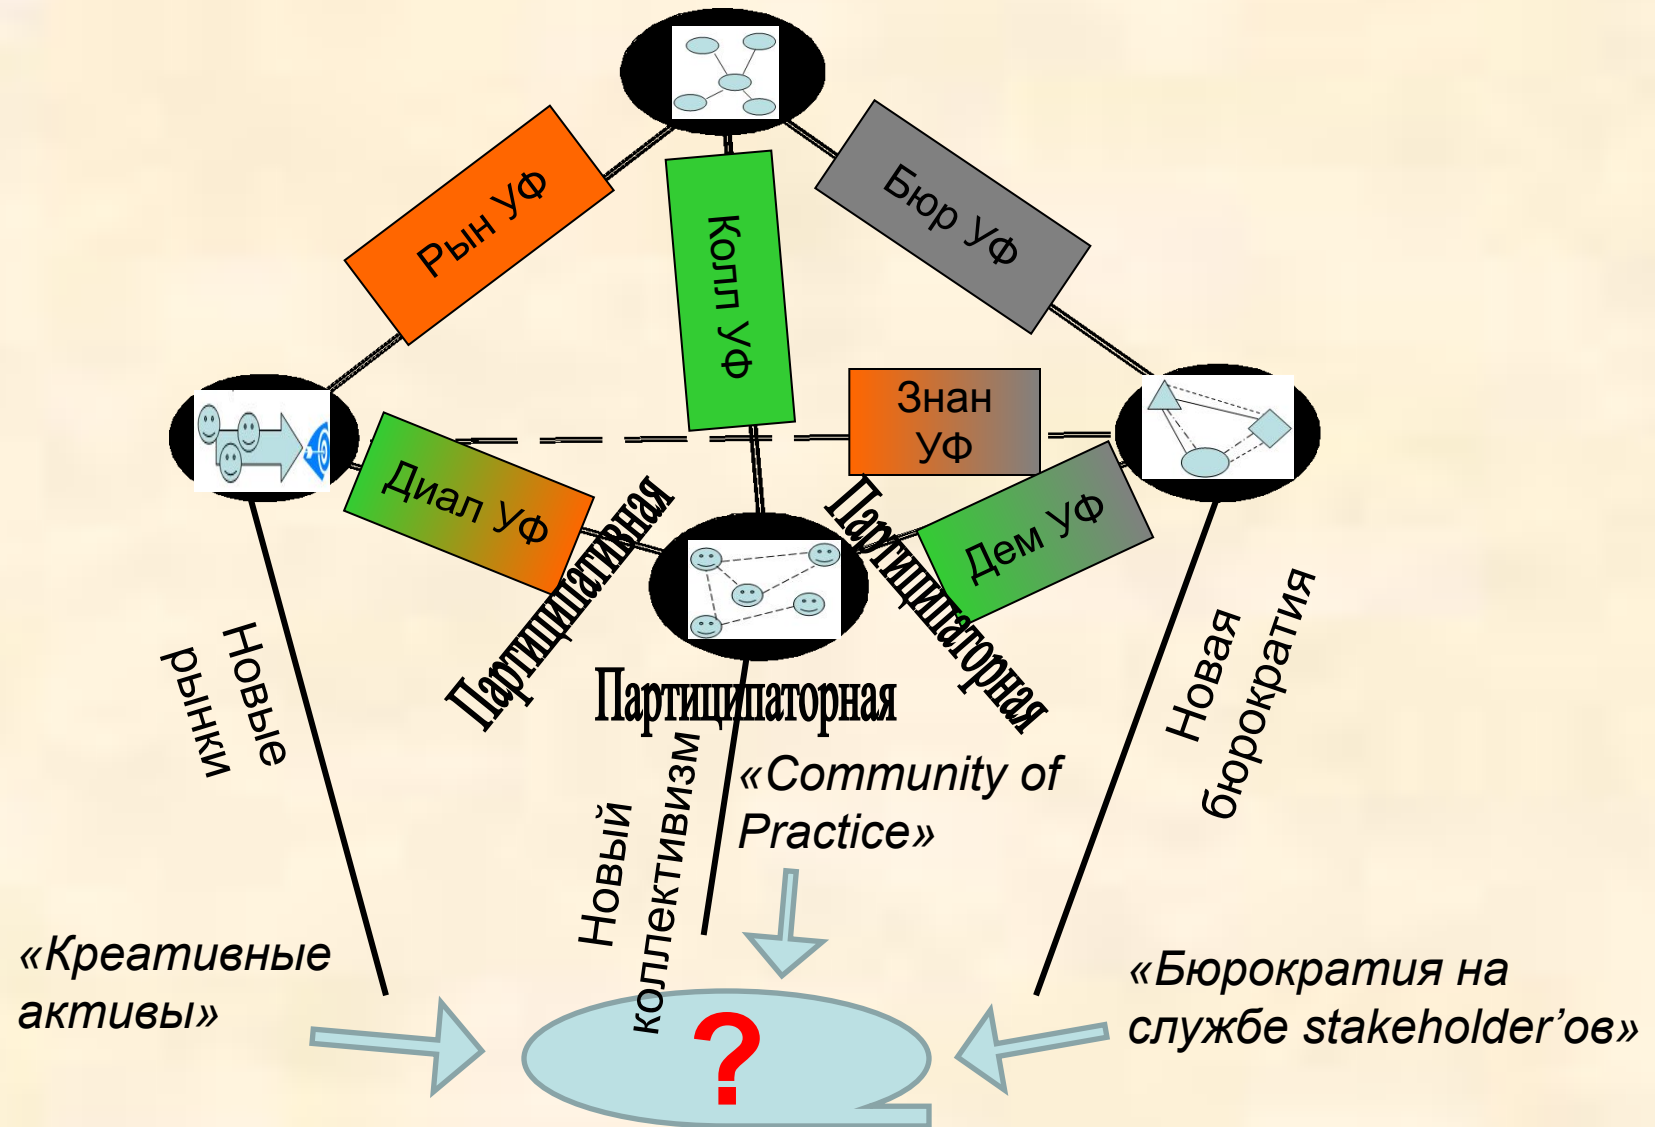 Рын УФ
Колл УФ
Бюр УФ
Знан
УФ
Диал УФ
Дем УФ
Партиципативная
Партиципаторная
Партиципаторная
Новые
рынки
Новый
коллективизм
Новая
бюрократия
«Community of
Practice»
«Креативные
активы»
«Бюрократия на
службе stakeholder’ов»
?